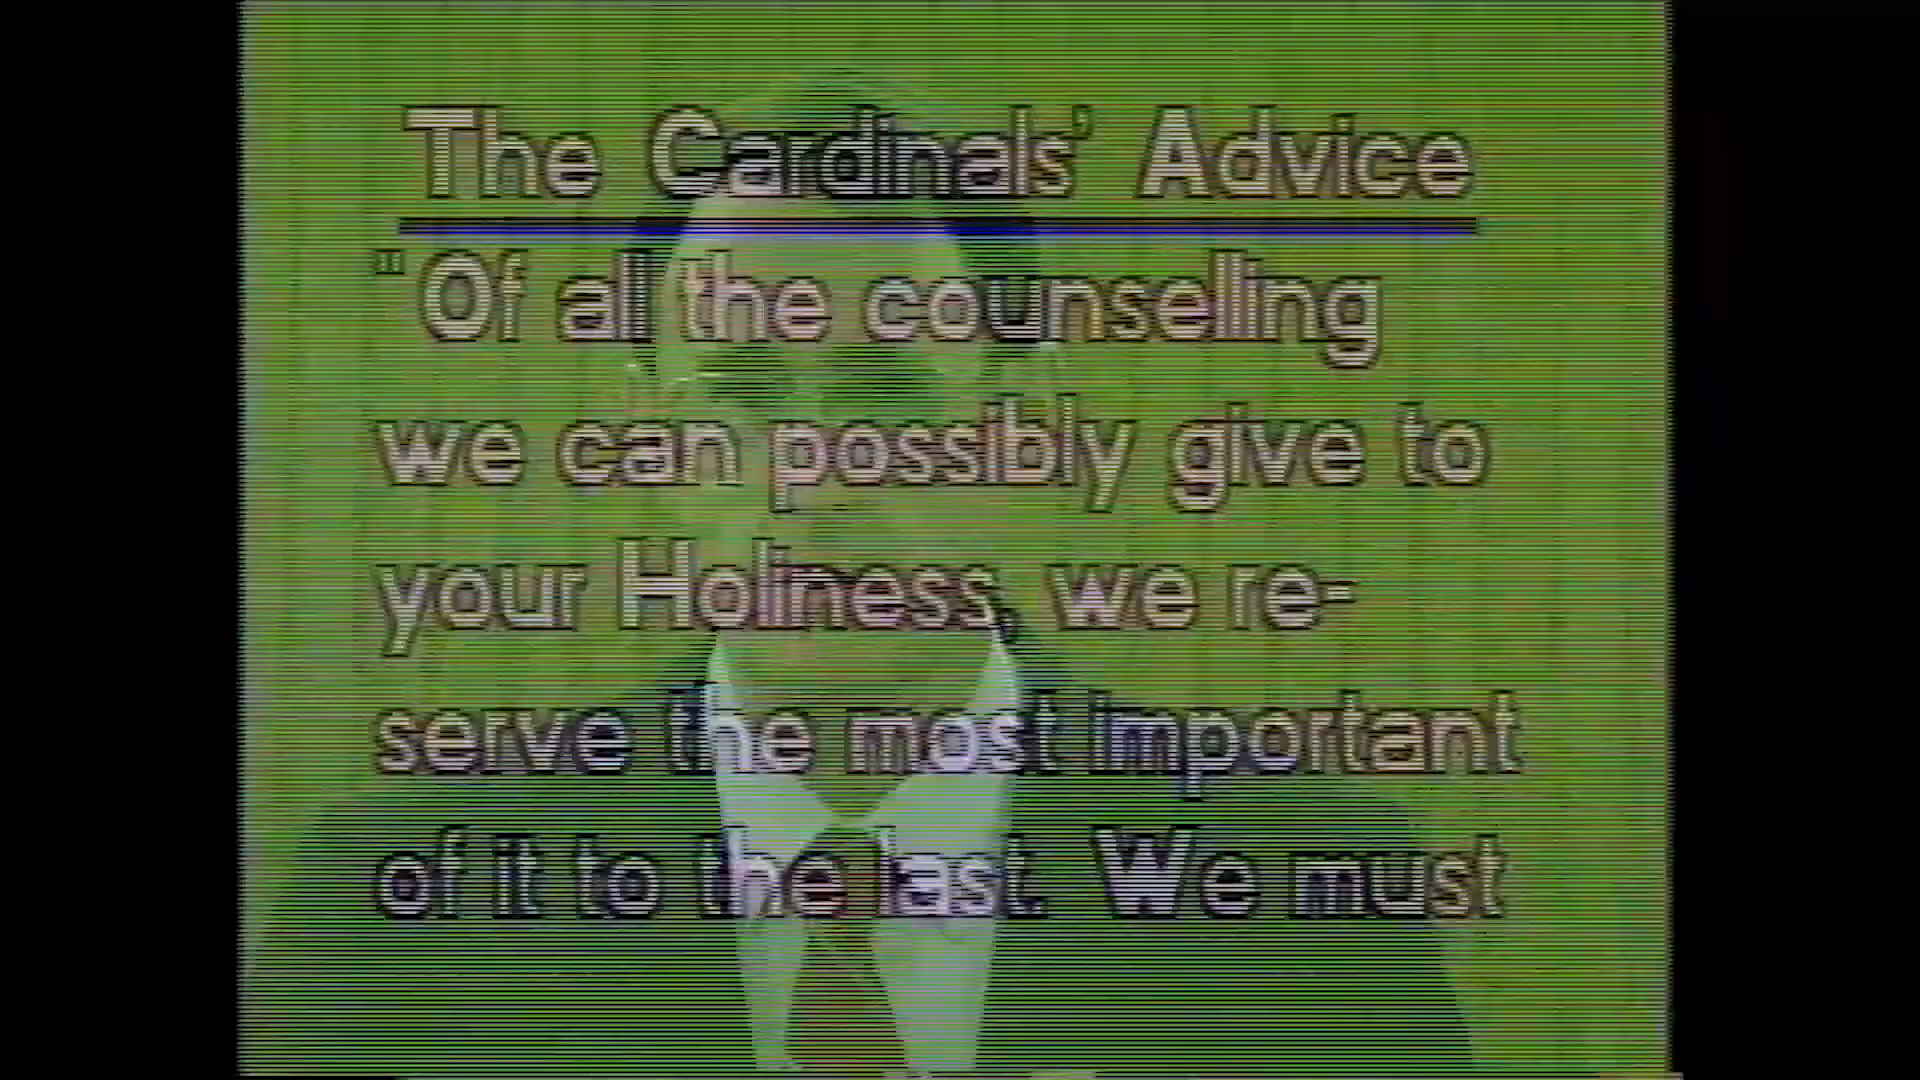 The Cardinals' Advice
"Of all the counselling
we can possibly give to
your Holiness, we re-
serve the most important
of it to the last. We must